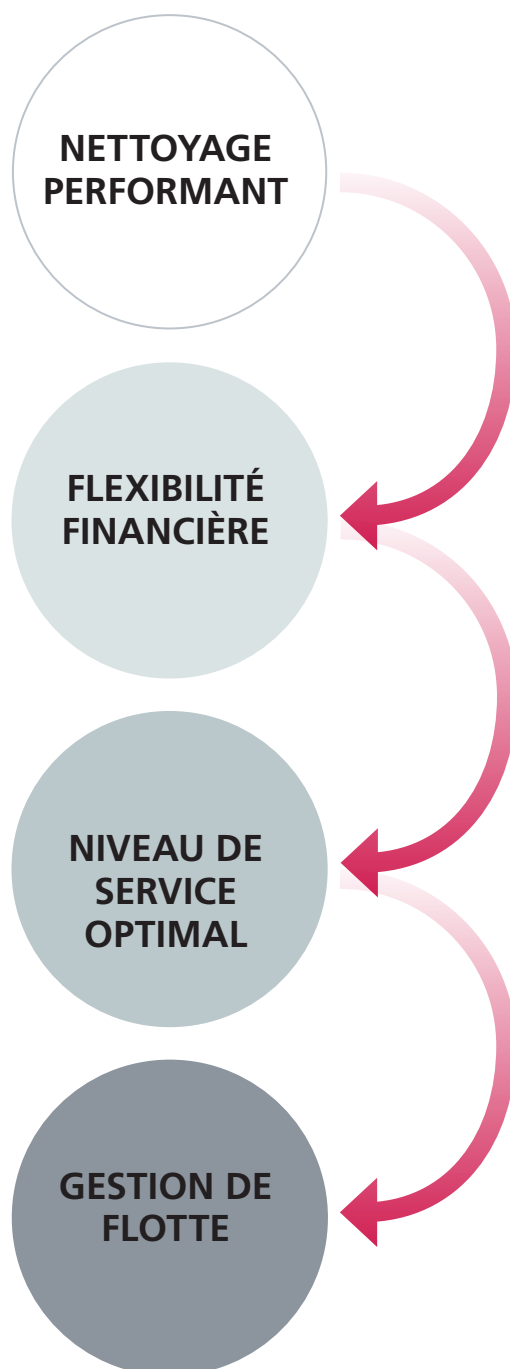 NETTOYAGE
PERFORMANT
FLEXIBILITÉ
FINANCIÈRE
NIVEAU DE
SERVICE
OPTIMAL
GESTION DE
FLOTTE